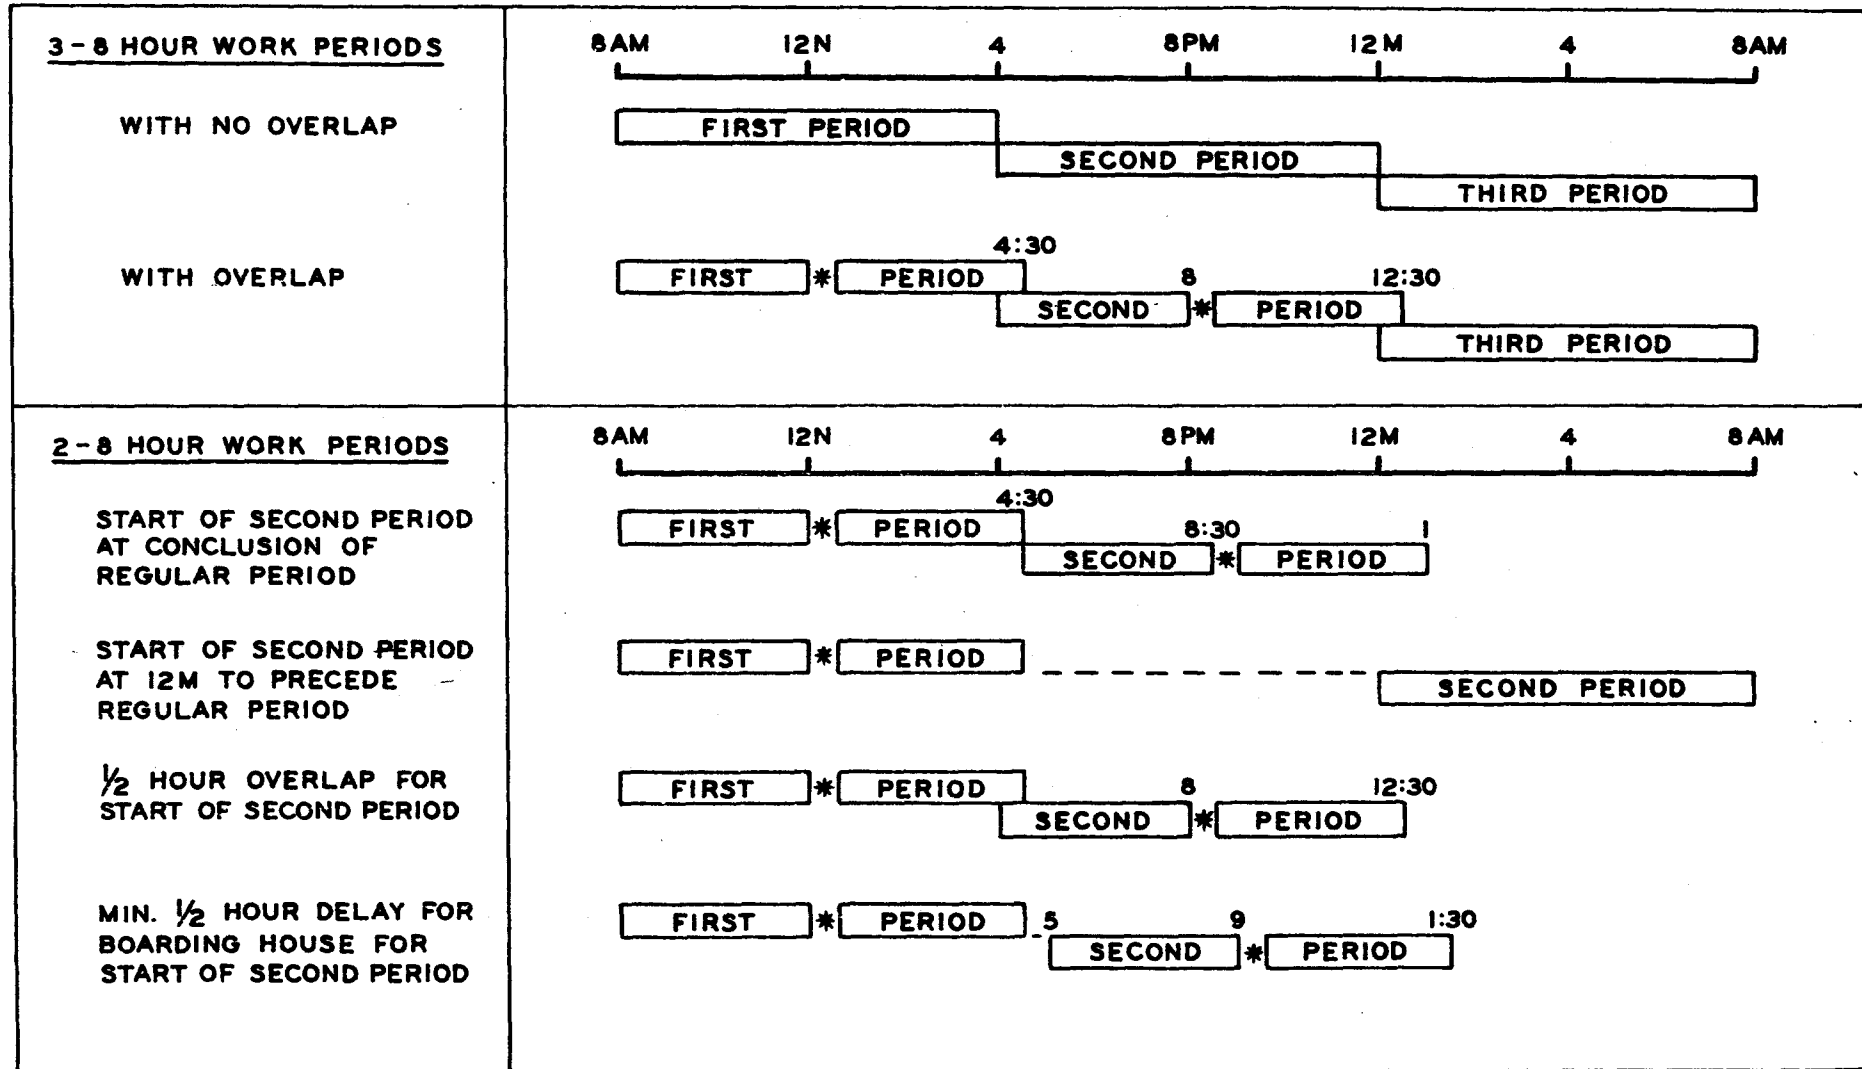 3-8 HOUR WORK PERIODS
8AM 12N 4 8PM 12M 4 8AM
WITH NO OVERLAP
FIRST PERIOD
SECOND PERIOD
THIRD PERIOD
4:30
WITH OVERLAP
FIRST * PERIOD 8 12:30
SECOND * PERIOD
THIRD PERIOD
2-8 HOUR WORK PERIODS
8AM 12N 4 8PM 12M 4 8AM
4:30
START OF SECOND PERIOD
AT CONCLUSION OF
REGULAR PERIOD
FIRST * PERIOD 8:30 1
SECOND * PERIOD
START OF SECOND PERIOD
AT 12M TO PRECEDE
REGULAR PERIOD
FIRST * PERIOD
SECOND PERIOD
½ HOUR OVERLAP FOR
START OF SECOND PERIOD
FIRST * PERIOD 8 12:30
SECOND * PERIOD
MIN. ½ HOUR DELAY FOR
BOARDING HOUSE FOR
START OF SECOND PERIOD
FIRST * PERIOD 5 9 1:30
SECOND * PERIOD